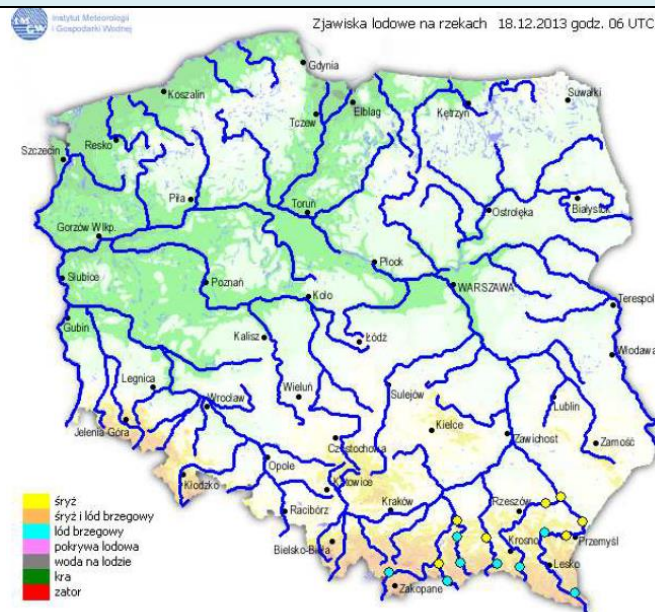 IMGW
Instytut Meteorologii
i Gospodarki Wodnej
Zjawiska lodowe na rzekach 18.12.2013 godz. 06 UTC
Gdynia
Koszalin
Suwałki
Tczew
Elbląg
Kętrzyn
Resko
Szczecin
Piła
Toruń
Ostrołęka
Białystok
Gorzów Wlkp.
Płock
Słubice
Poznań
Koło
WARSZAWA
Terespol
Gubin
Kalisz
Łódź
Włodawa
Legnica
Wieluń
Sulejów
Wrocław
Lublin
Jelenia Góra
Kielce
Zawichost
Zamość
Częstochowa
Opole
Kłodzko
Katowice
Racibórz
Kraków
Rzeszów
Bielsko-Biała
Krosno
Przemyśl
Lesko
Zakopane
śryż
śryż i lód brzegowy
lód brzegowy
pokrywa lodowa
woda na lodzie
kra
zator